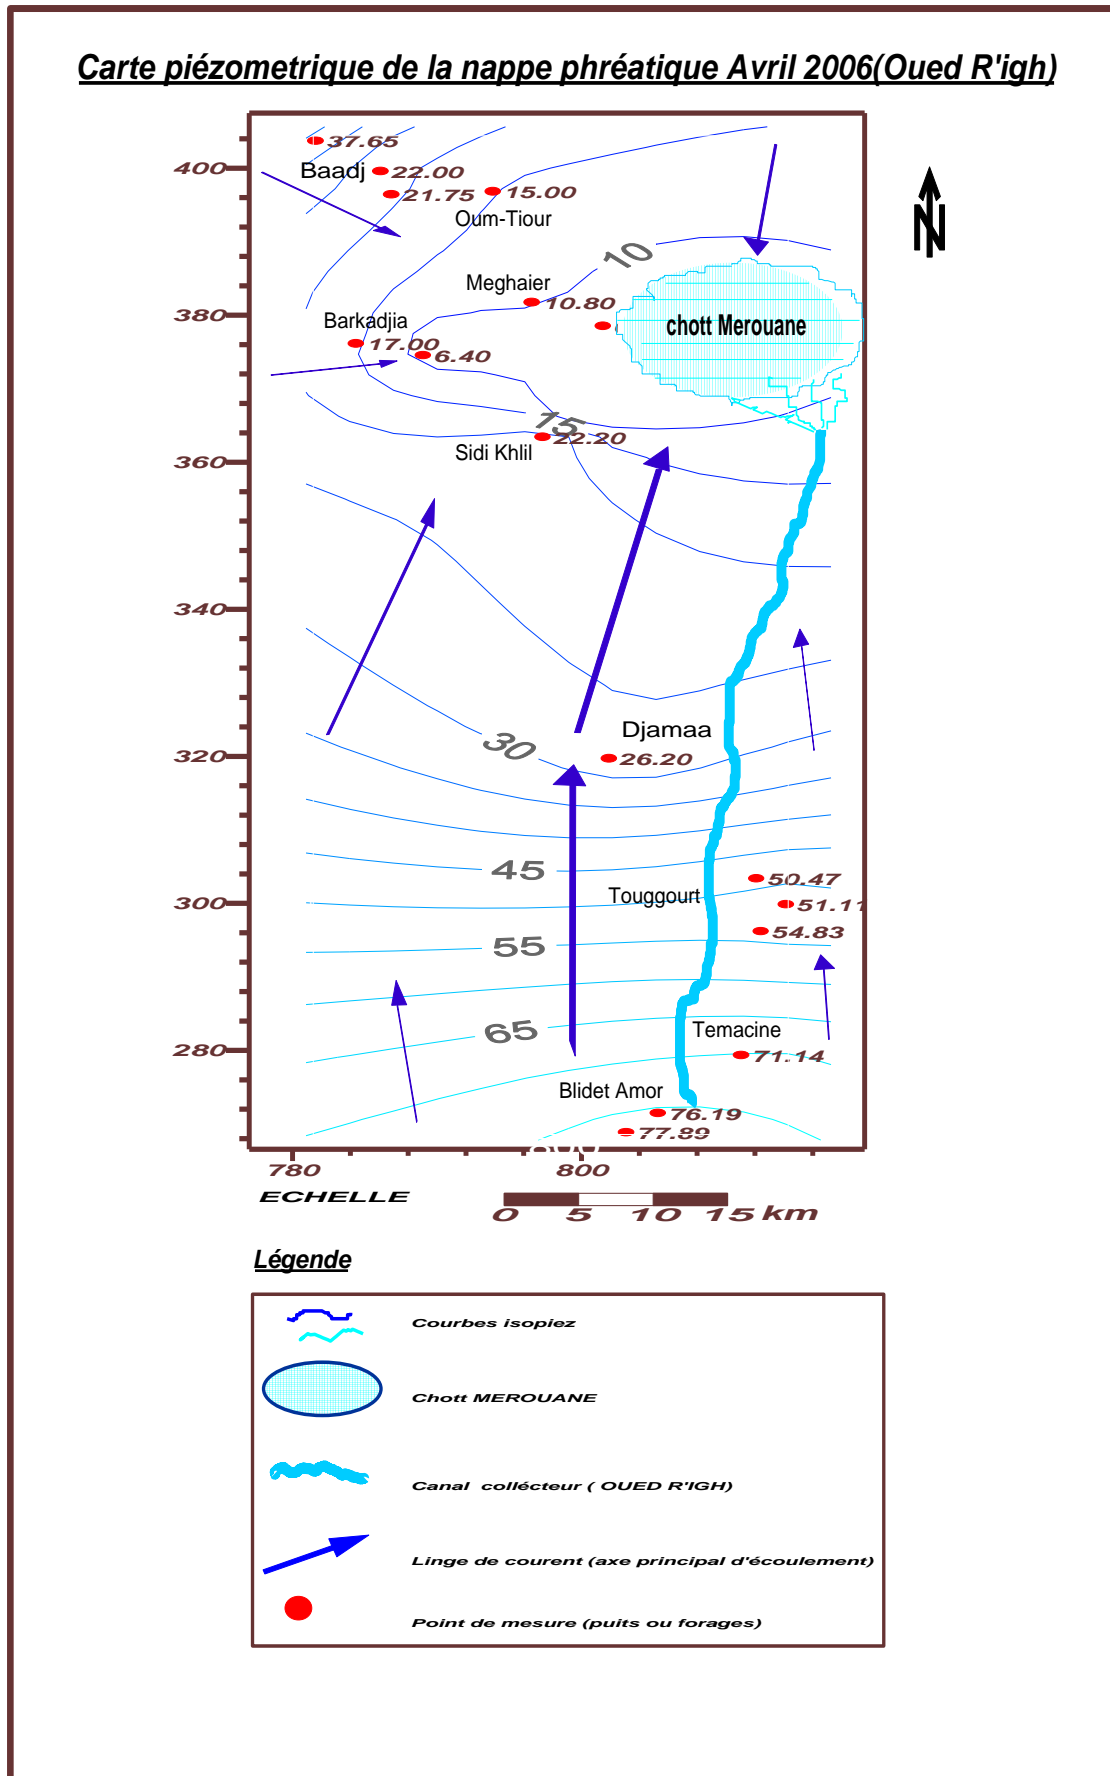 Carte piézometrique de la nappe phréatique Avril 2006(Oued R'igh)
37.65
400
Baadj
22.00
21.75
15.00
N
Oum-Tiour
10
Meghaier
10.80
380
Barkadjia
chott Merouane
17.00
6.40
15
22.20
Sidi Khlil
360
340
Djamaa
30
320
26.20
45
50.47
Touggourt
300
51.11
54.83
55
65
Temacine
280
71.14
Blidet Amor
76.19
77.89
800
780
800
ECHELLE
0 5 10 15 km
Légende
Courbes isopiez
Chott MEROUANE
Canal collécteur ( OUED R'IGH)
Linge de courent (axe principal d'écoulement)
Point de mesure (puits ou forages)